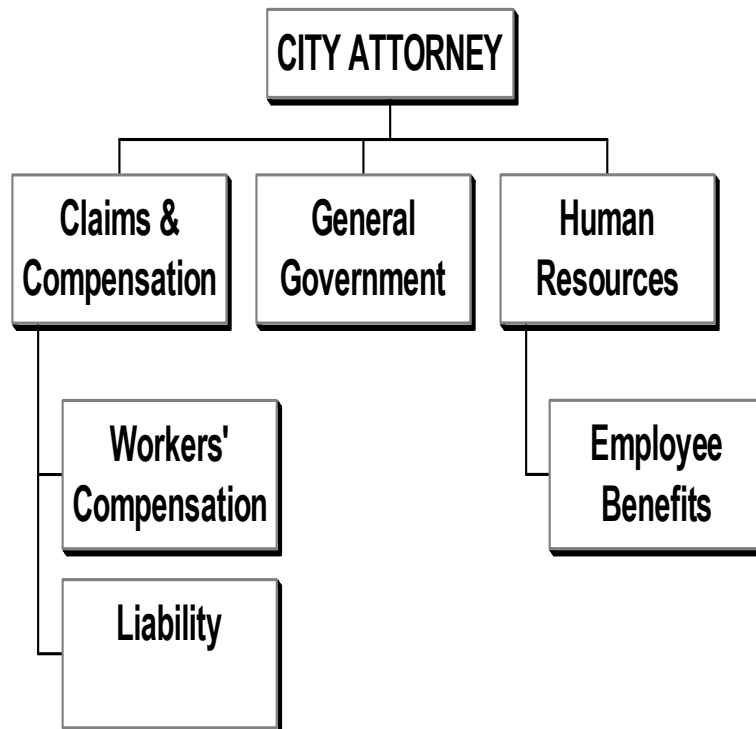 CITY ATTORNEY
Claims &
Compensation
General
Government
Human
Resources
Workers'
Compensation
Employee
Benefits
Liability